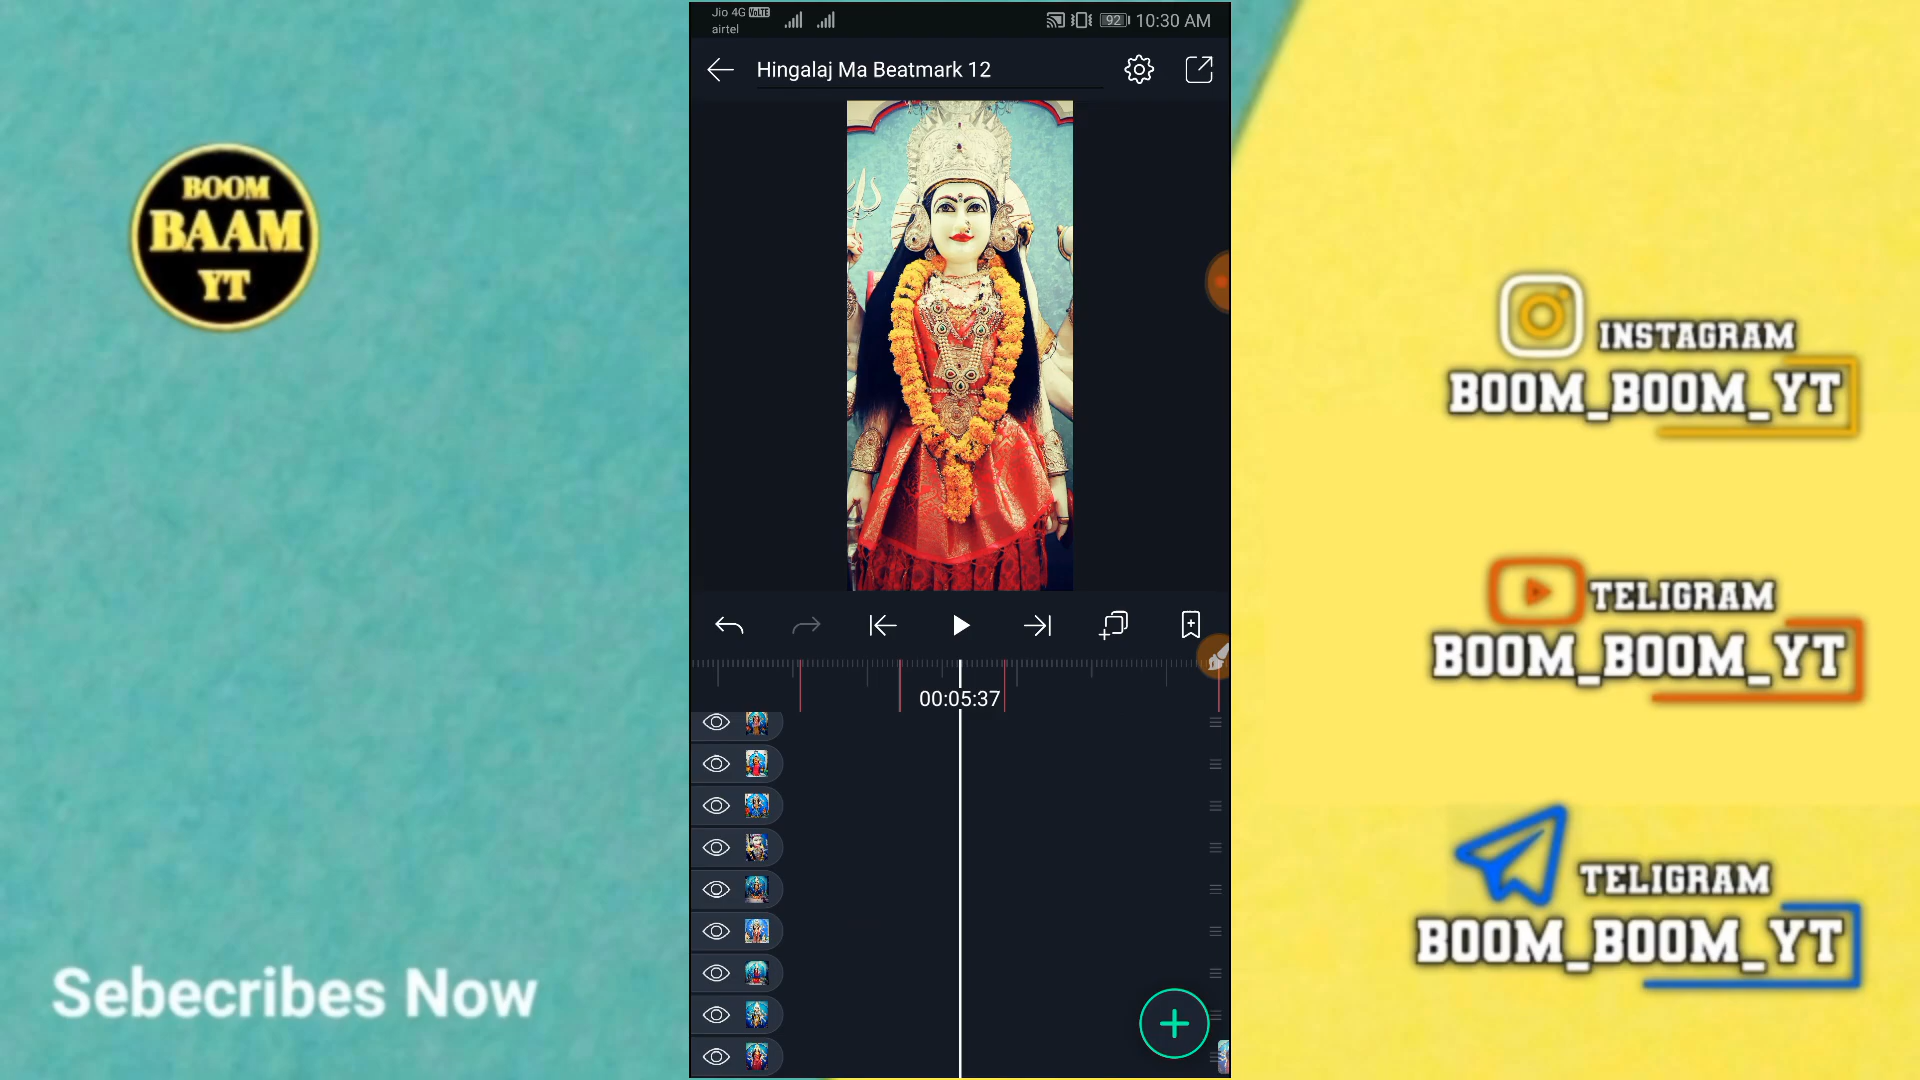 Jio 4G VoLTE
airtel
92
10:30 AM
Hingalaj Ma Beatmark 12
BOOM
BAAM
YT
INSTAGRAM
BOOM_BOOM_YT
TELIGRAM
BOOM_BOOM_YT
00:05:37
TELIGRAM
BOOM_BOOM_YT
Sebecribes Now